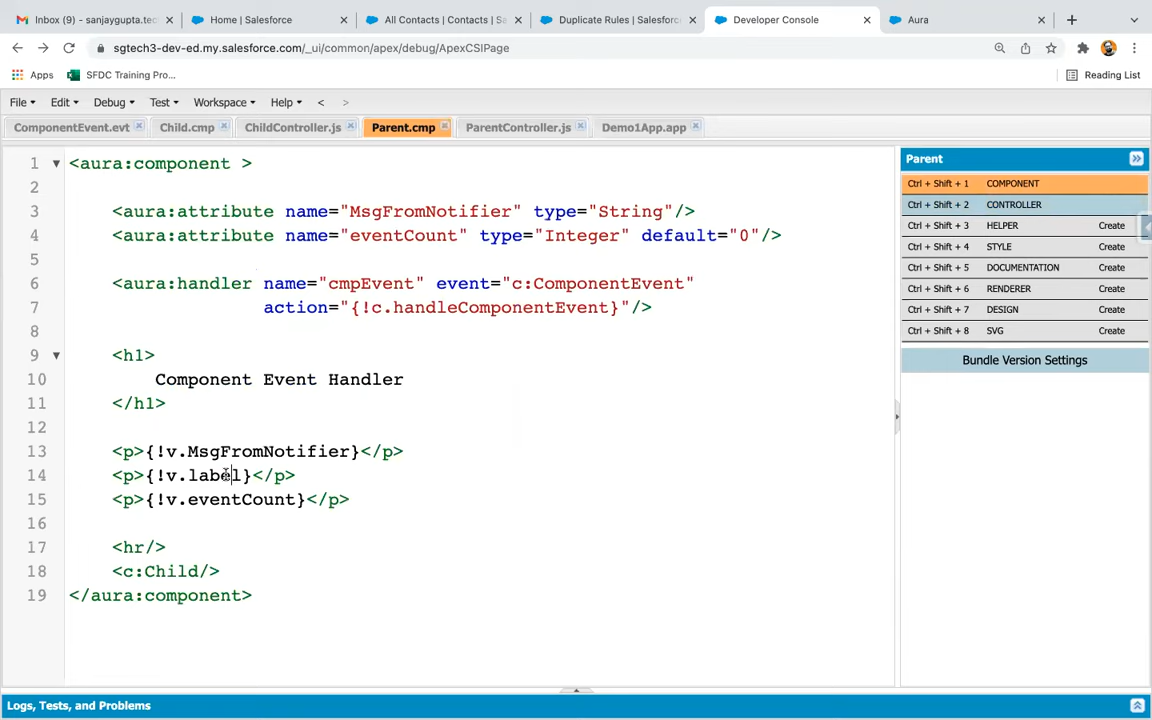 Inbox (9) - sanjaygupta.tec
Home | Salesforce
All Contacts | Contacts | Sa
Duplicate Rules | Salesforc
Developer Console
Aura
sgtech3-dev-ed.my.salesforce.com/_ui/common/apex/debug/ApexCSIPage
Apps
SFDC Training Pro...
Reading List
File Edit Debug Test Workspace Help < >
ComponentEvent.evt Child.cmp ChildController.js Parent.cmp ParentController.js Demo1App.app
1 <aura:component >
2
3 <aura:attribute name="MsgFromNotifier" type="String"/>
4 <aura:attribute name="eventCount" type="Integer" default="0"/>
5
6 <aura:handler name="cmpEvent" event="c:ComponentEvent"
7 action="{!c.handleComponentEvent}"/>
8
9 <h1>
10 Component Event Handler
11 </h1>
12
13 <p>{!v.MsgFromNotifier}</p>
14 <p>{!v.label}</p>
15 <p>{!v.eventCount}</p>
16
17 <hr/>
18 <c:Child/>
19 </aura:component>
Parent
Ctrl + Shift + 1 COMPONENT
Ctrl + Shift + 2 CONTROLLER
Ctrl + Shift + 3 HELPER Create
Ctrl + Shift + 4 STYLE Create
Ctrl + Shift + 5 DOCUMENTATION Create
Ctrl + Shift + 6 RENDERER Create
Ctrl + Shift + 7 DESIGN Create
Ctrl + Shift + 8 SVG Create
Bundle Version Settings
Logs, Tests, and Problems